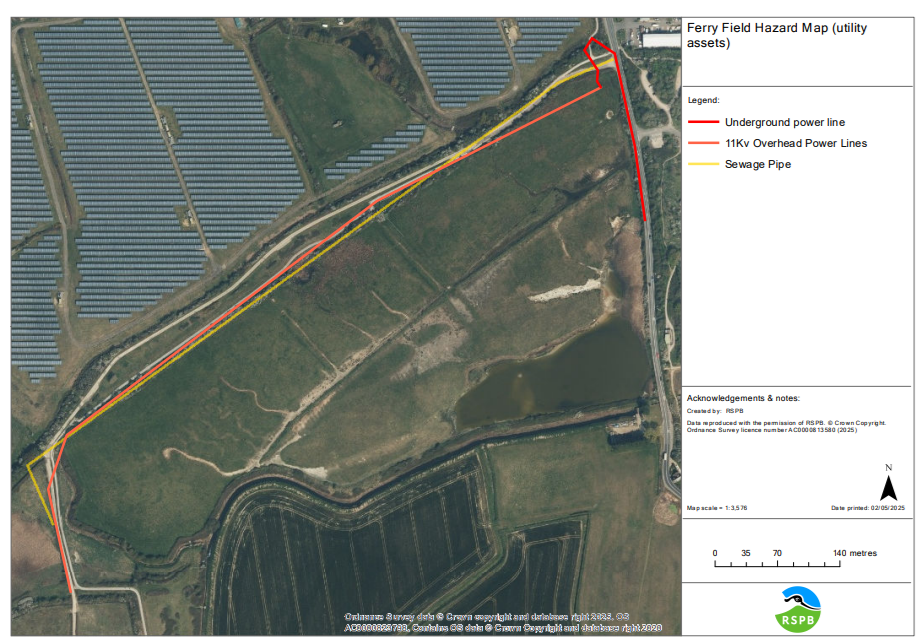 Ferry Field Hazard Map (utility
assets)
Legend:
Underground power line
11Kv Overhead Power Lines
Sewage Pipe
Acknowledgements & notes:
Created by: RSPB
Data reproduced with the permission of RSPB. © Crown Copyright.
Ordnance Survey licence number AC0000813580 (2025)
N
Map scale = 1:3,576
Date printed: 02/05/2025
0 35 70 140 metres
RSPB
Ordnance Survey data © Crown copyright and database right 2025, OS
Contains OS data © Crown Copyright and database right 2020